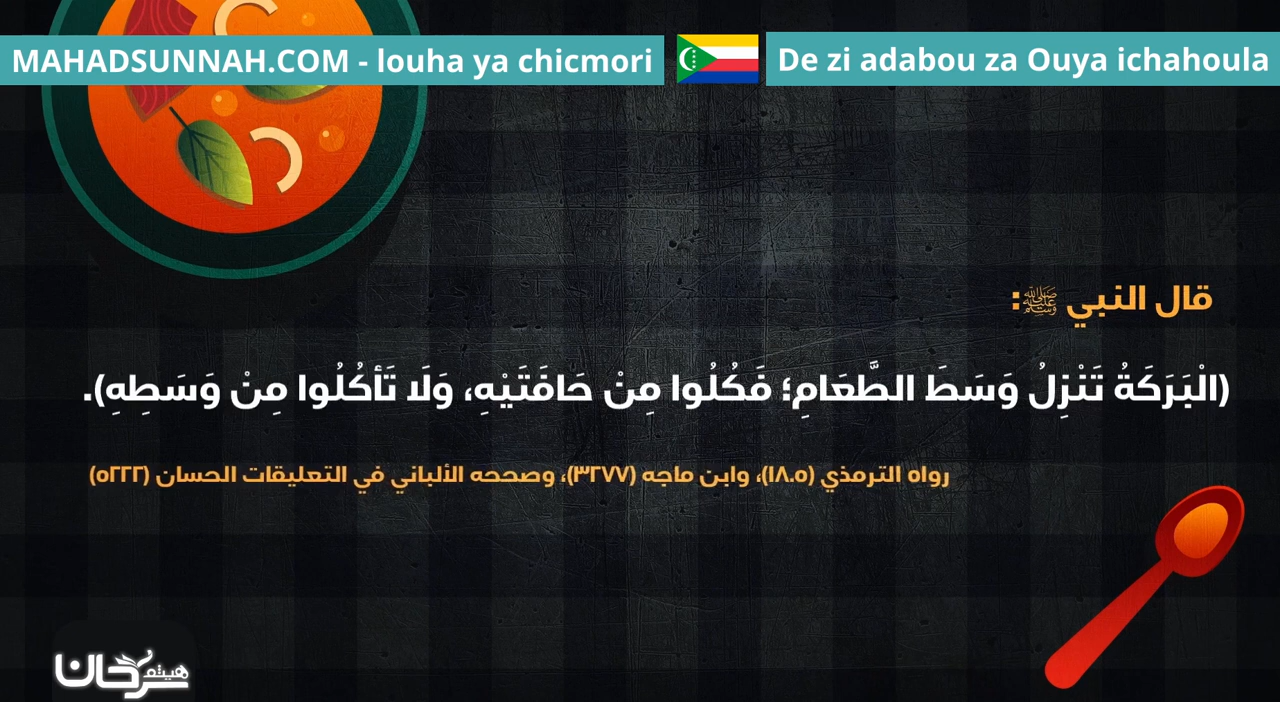 MAHADSUNNAH.COM - louha ya chicmori
De zi adabou za Ouya ichahoula
قال النبي ﷺ:
(الْبَرَكَةُ تَنْزِلُ وَسَطَ الطَّعَامِ؛ فَكُلُوا مِنْ حَافَتَيْهِ، وَلَا تَأْكُلُوا مِنْ وَسَطِهِ).
رواه الترمذي (١٨٠٥)، وابن ماجه (٣٢٧٧)، وصححه الألباني في التعليقات الحسان (٥٢٢٢)
هيثم سرحان